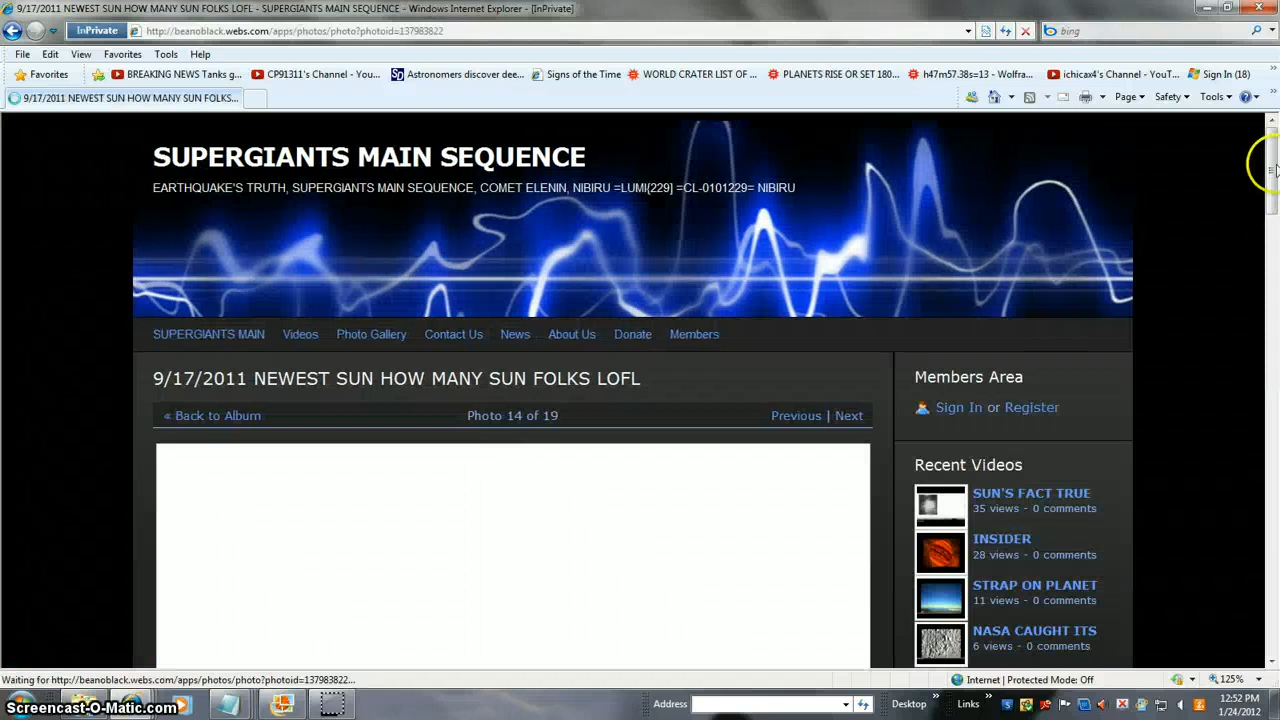 9/17/2011 NEWEST SUN HOW MANY SUN FOLKS LOFL - SUPERGIANTS MAIN SEQUENCE - Windows Internet Explorer - [InPrivate]
InPrivate http://beanoblack.webs.com/apps/photos/photo?photoid=137983822 bing
File Edit View Favorites Tools Help
Favorites BREAKING NEWS Tanks g... CP91311's Channel - You... Astronomers discover dee... Signs of the Time WORLD CRATER LIST OF ... PLANETS RISE OR SET 180... h47m57.38s=13 - Wolfra... ichicax4's Channel - YouT... Sign In (18)
9/17/2011 NEWEST SUN HOW MANY SUN FOLKS... Page Safety Tools
SUPERGIANTS MAIN SEQUENCE
EARTHQUAKE'S TRUTH, SUPERGIANTS MAIN SEQUENCE, COMET ELENIN, NIBIRU =LUMI{229] =CL-0101229= NIBIRU
SUPERGIANTS MAIN Videos Photo Gallery Contact Us News About Us Donate Members
9/17/2011 NEWEST SUN HOW MANY SUN FOLKS LOFL
« Back to Album Photo 14 of 19 Previous | Next
Members Area
Sign In or Register
Recent Videos
SUN'S FACT TRUE
35 views - 0 comments
INSIDER
28 views - 0 comments
STRAP ON PLANET
11 views - 0 comments
NASA CAUGHT ITS
6 views - 0 comments
Waiting for http://beanoblack.webs.com/apps/photos/photo?photoid=137983822... Internet | Protected Mode: Off 125%
Address Desktop Links 12:52 PM
1/24/2012
Screencast-O-Matic.com